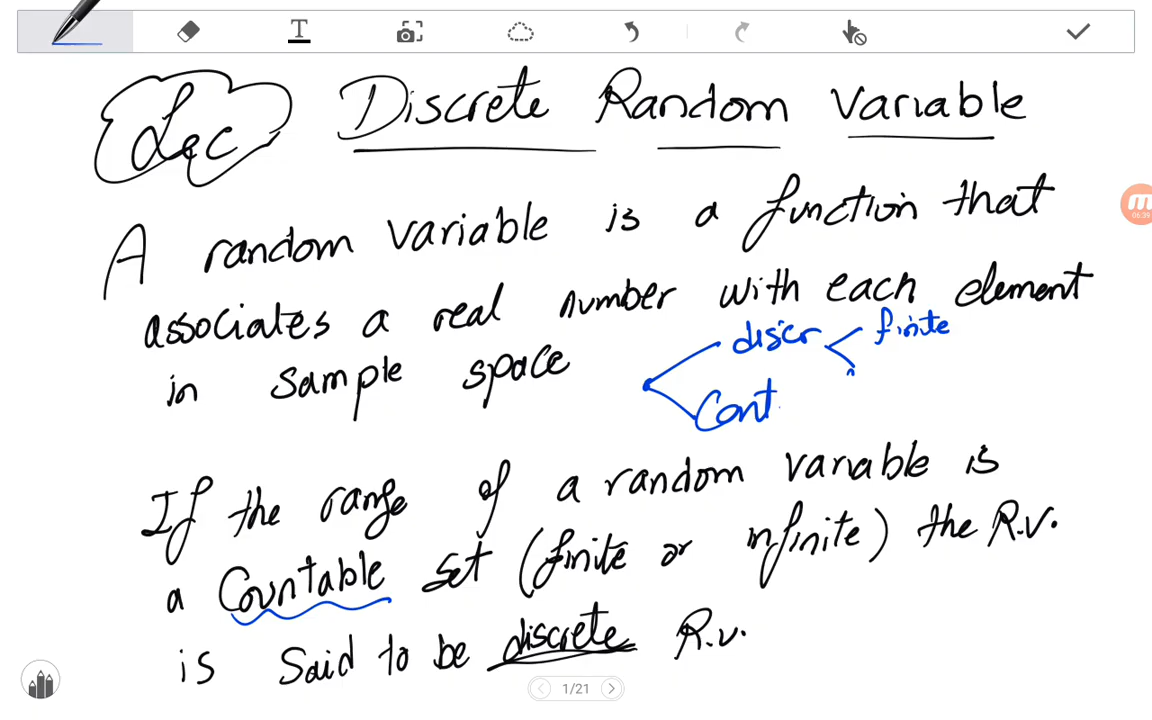 T
Lec Discrete Random Variable
06:39
A random variable is a function that
associates a real number with each element
discr finite
in sample space
Cont
If the range of a random variable is
a Countable set (finite or infinite) the R.V.
is said to be discrete R.v.
1/21